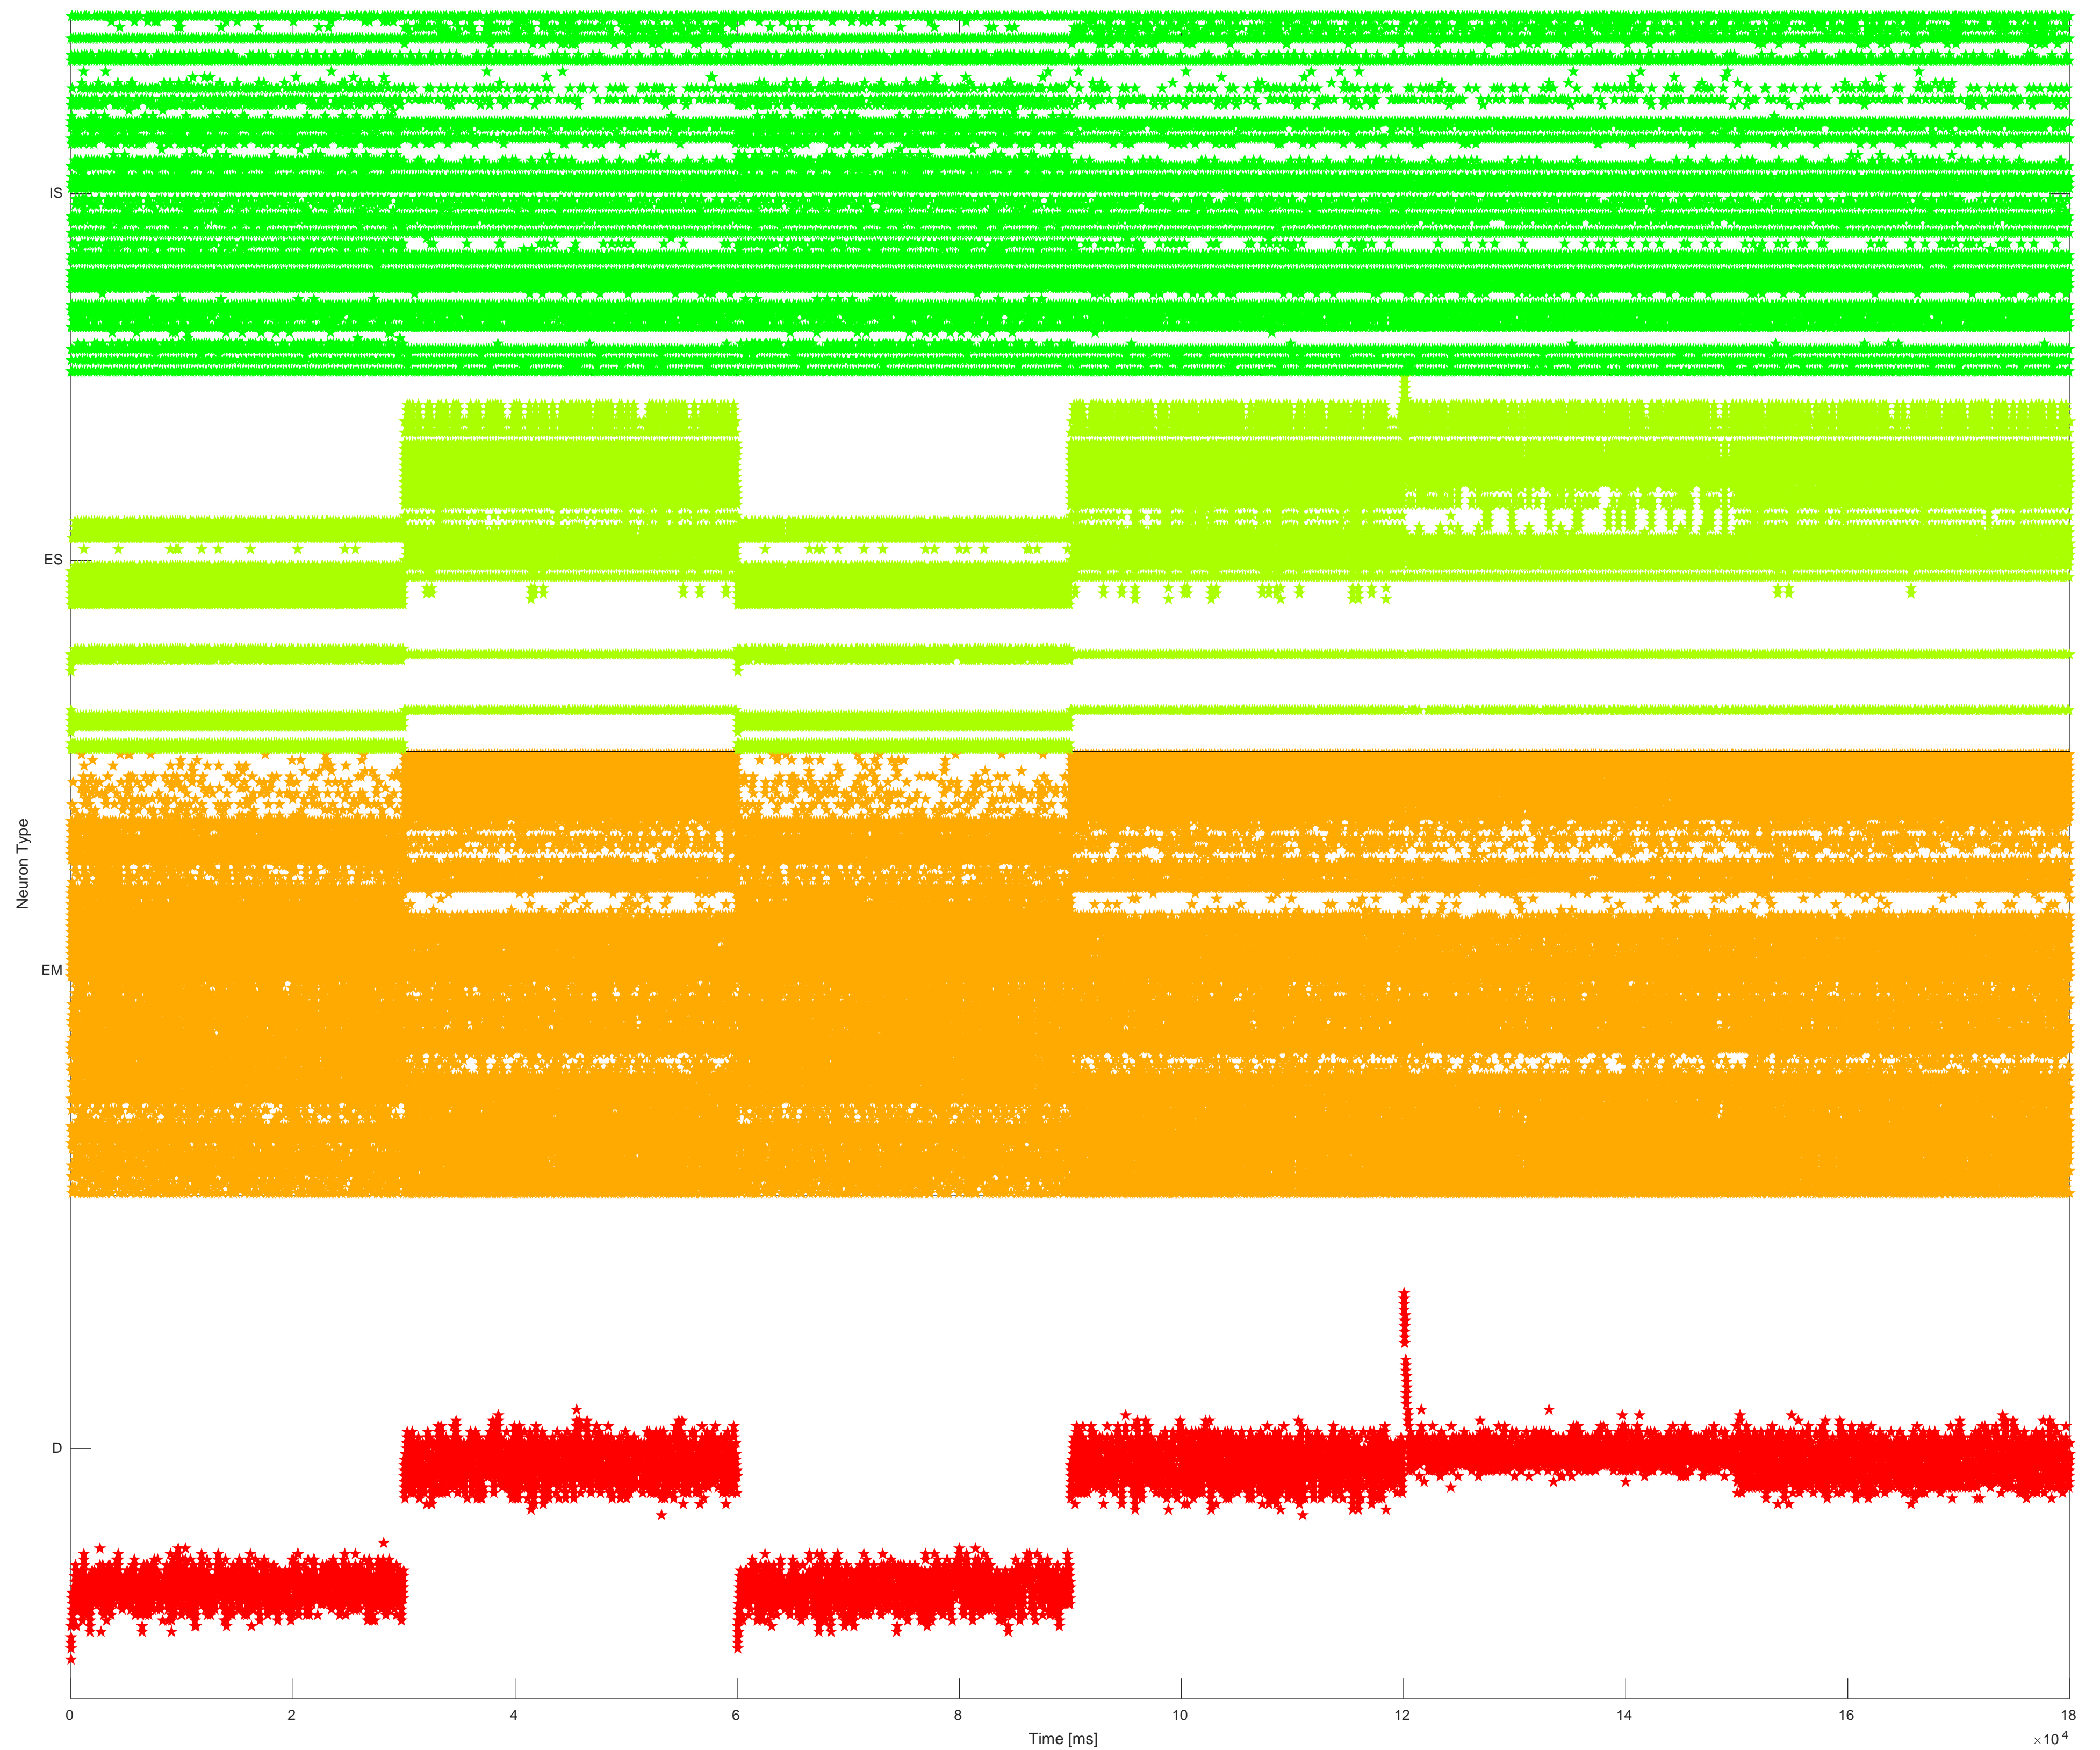 IS
ES
Neuron Type
EM
D
0 2 4 6 8 10 12 14 16 18
Time [ms]
×10⁴